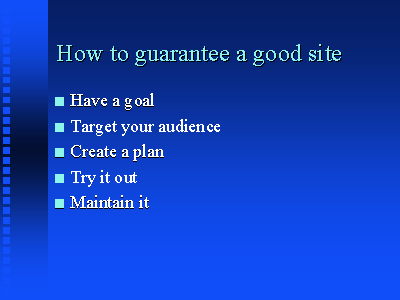 How to guarantee a good site
Have a goal
Target your audience
Create a plan
Try it out
Maintain it